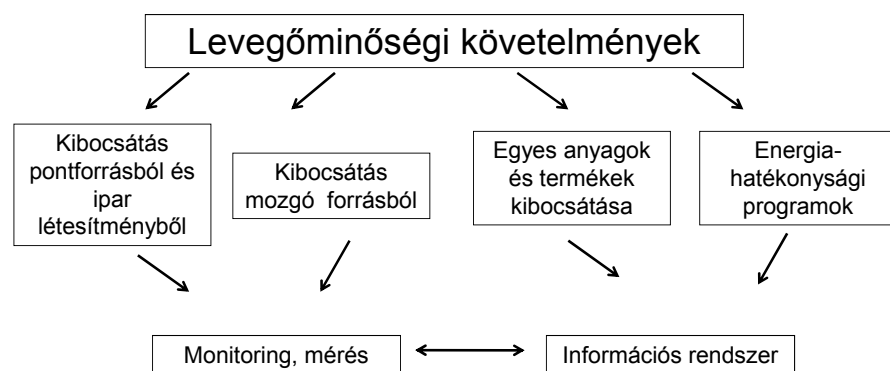 Levegőminőségi követelmények
Kibocsátás
pontforrásból és
ipar
létesítményből
Kibocsátás
mozgó forrásból
Egyes anyagok
és termékek
kibocsátása
Energia-
hatékonysági
programok
Monitoring, mérés
Információs rendszer